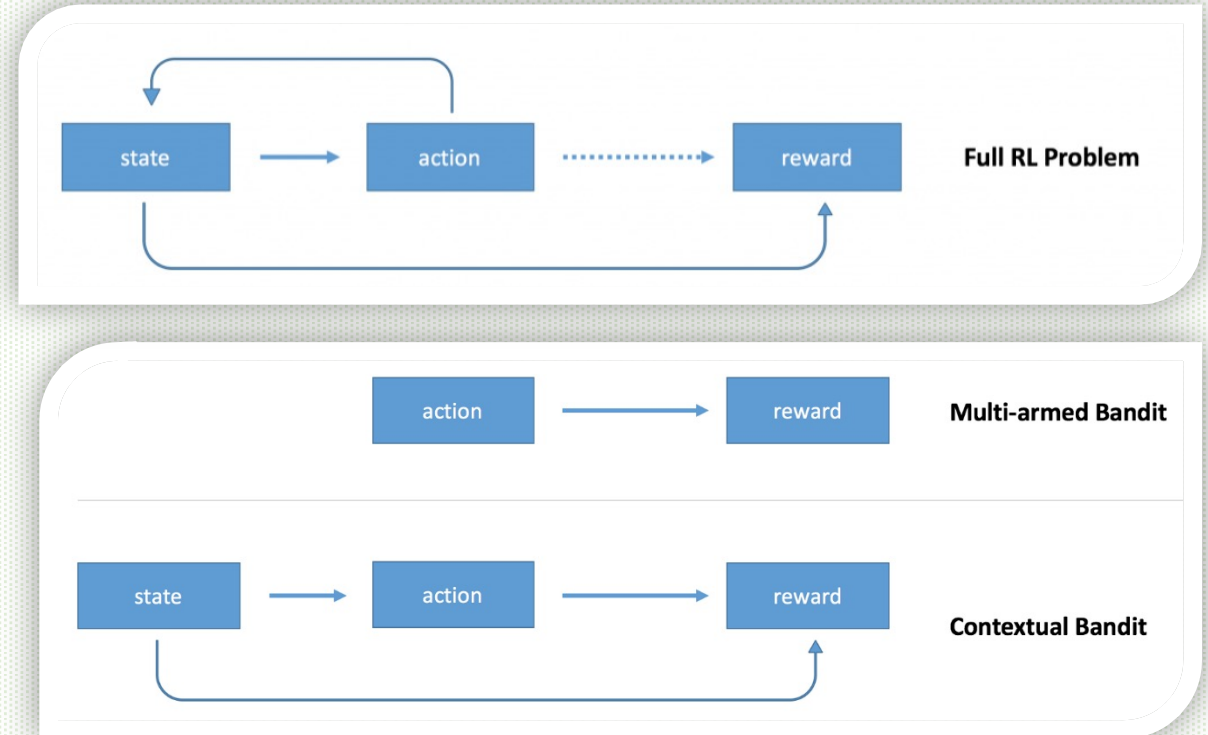 state
action
reward
Full RL Problem
action
reward
Multi-armed Bandit
state
action
reward
Contextual Bandit